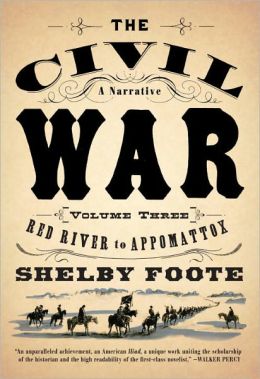 THE
CIVIL
A Narrative
WAR
VOLUME THREE
RED RIVER to APPOMATTOX
SHELBY FOOTE
"An unparalleled achievement, an American Iliad, a unique work uniting the scholarship
of the historian and the high readability of the first-class novelist." —WALKER PERCY